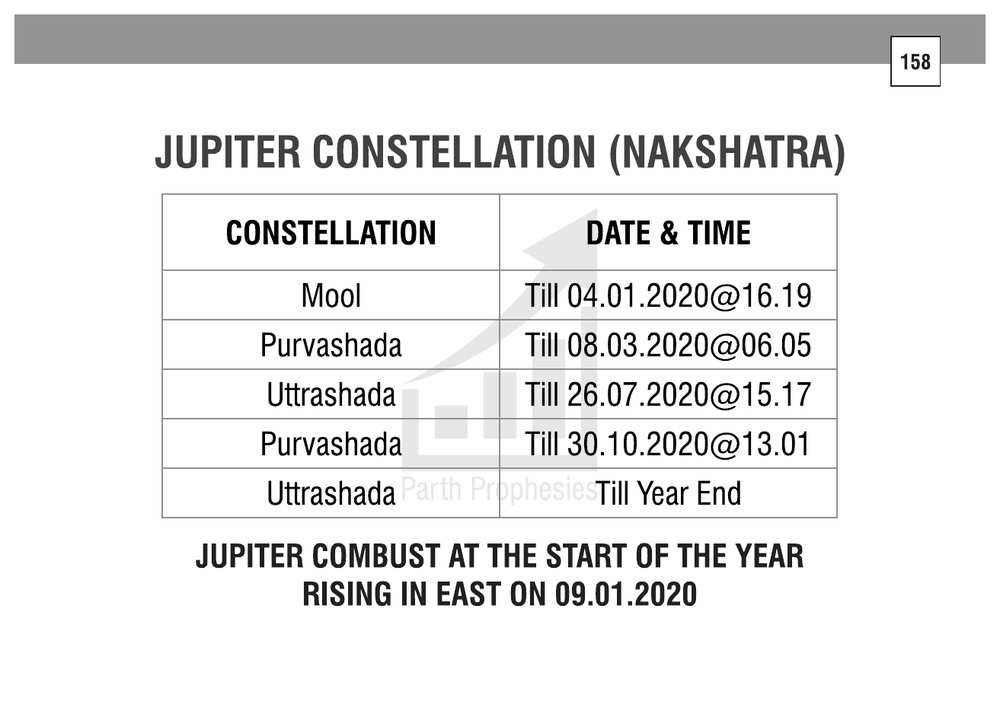 158
JUPITER CONSTELLATION (NAKSHATRA)
CONSTELLATION DATE & TIME
Mool Till 04.01.2020@16.19
Purvashada Till 08.03.2020@06.05
Uttrashada Till 26.07.2020@15.17
Purvashada Till 30.10.2020@13.01
Uttrashada Till Year End
Parth Prophesies
JUPITER COMBUST AT THE START OF THE YEAR
RISING IN EAST ON 09.01.2020